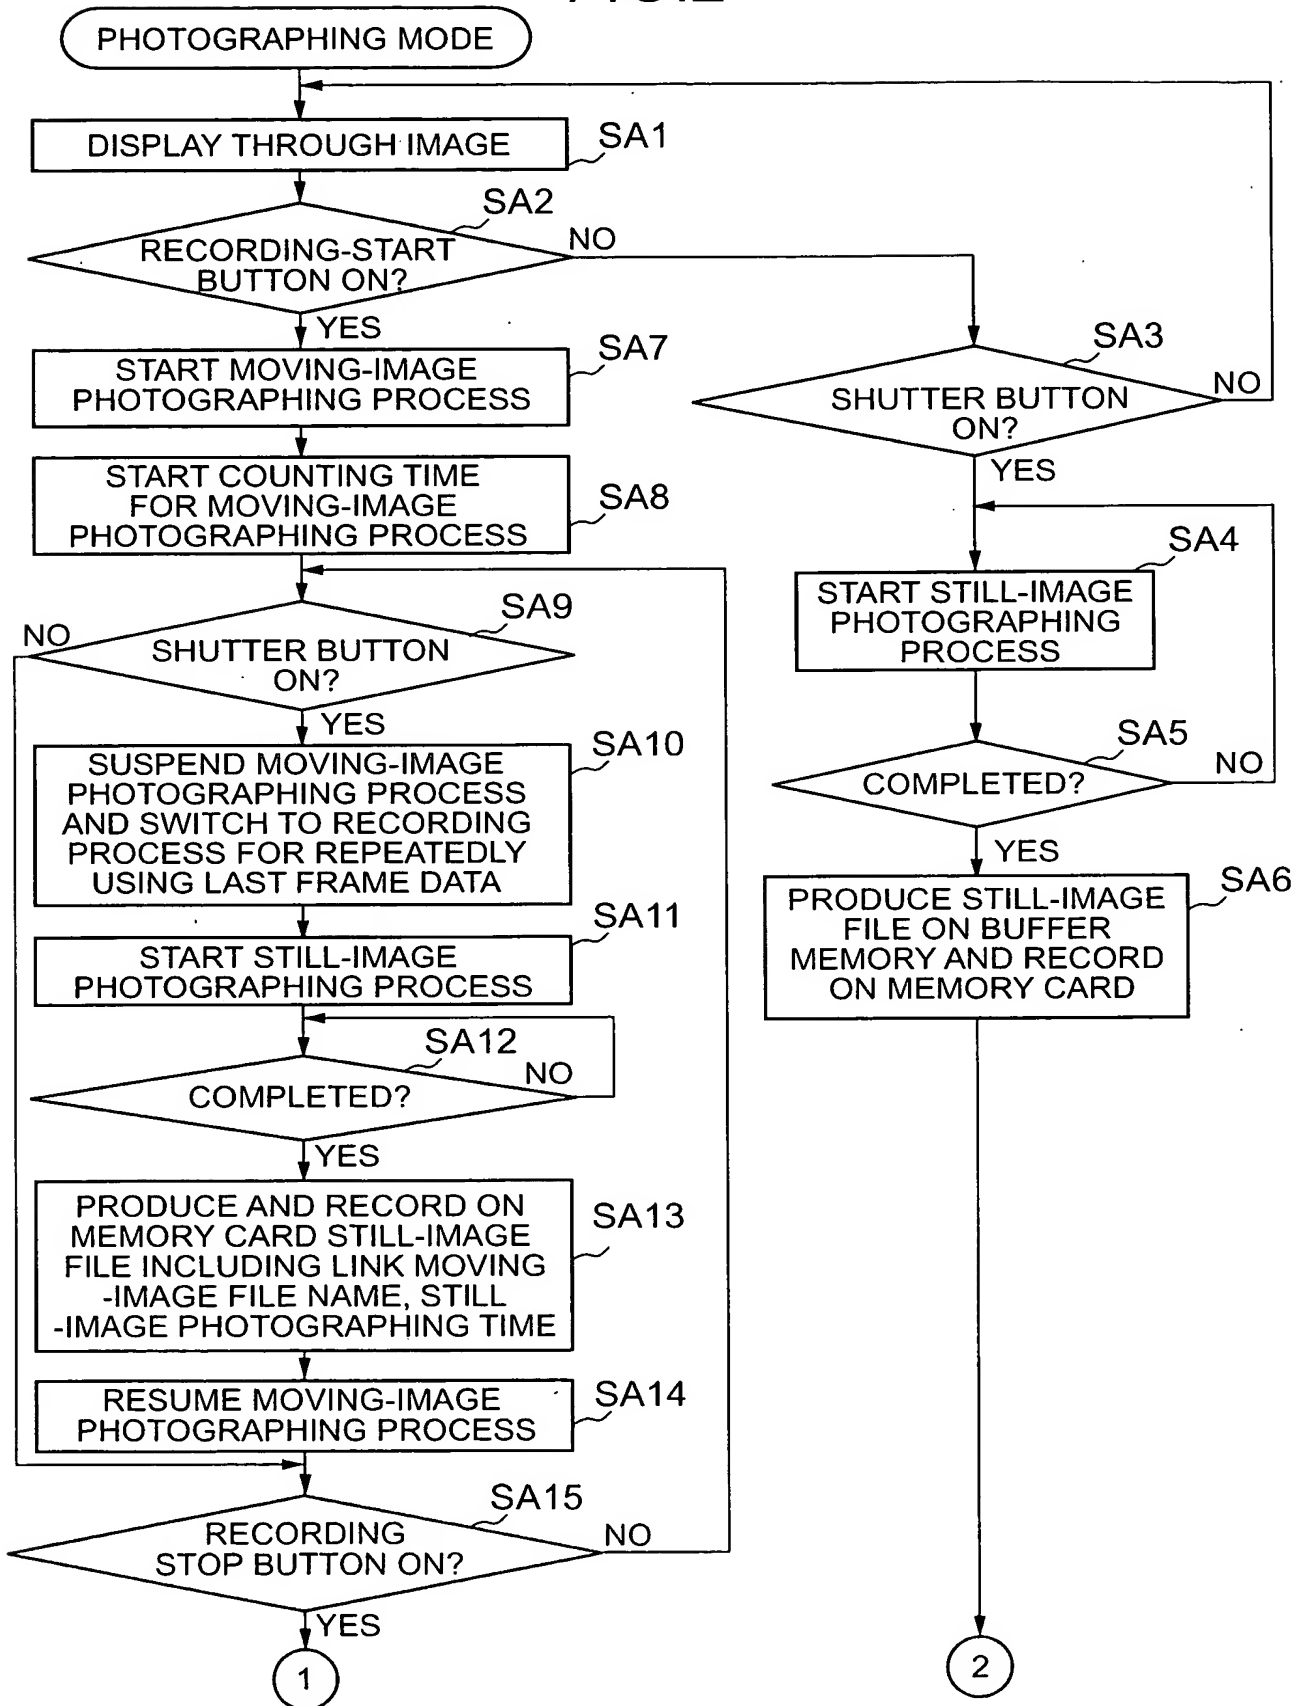 PHOTOGRAPHING MODE
DISPLAY THROUGH IMAGE
SA1
SA2
RECORDING-START
BUTTON ON?
NO
YES
START MOVING-IMAGE
PHOTOGRAPHING PROCESS
SA7
START COUNTING TIME
FOR MOVING-IMAGE
PHOTOGRAPHING PROCESS
SA8
SA9
NO
SHUTTER BUTTON
ON?
YES
SUSPEND MOVING-IMAGE
PHOTOGRAPHING PROCESS
AND SWITCH TO RECORDING
PROCESS FOR REPEATEDLY
USING LAST FRAME DATA
SA10
START STILL-IMAGE
PHOTOGRAPHING PROCESS
SA11
SA12
COMPLETED?
NO
YES
PRODUCE AND RECORD ON
MEMORY CARD STILL-IMAGE
FILE INCLUDING LINK MOVING
-IMAGE FILE NAME, STILL
-IMAGE PHOTOGRAPHING TIME
SA13
RESUME MOVING-IMAGE
PHOTOGRAPHING PROCESS
SA14
SA15
RECORDING
STOP BUTTON ON?
NO
YES
1
SA3
SHUTTER BUTTON
ON?
NO
YES
SA4
START STILL-IMAGE
PHOTOGRAPHING
PROCESS
SA5
COMPLETED?
NO
YES
SA6
PRODUCE STILL-IMAGE
FILE ON BUFFER
MEMORY AND RECORD
ON MEMORY CARD
2